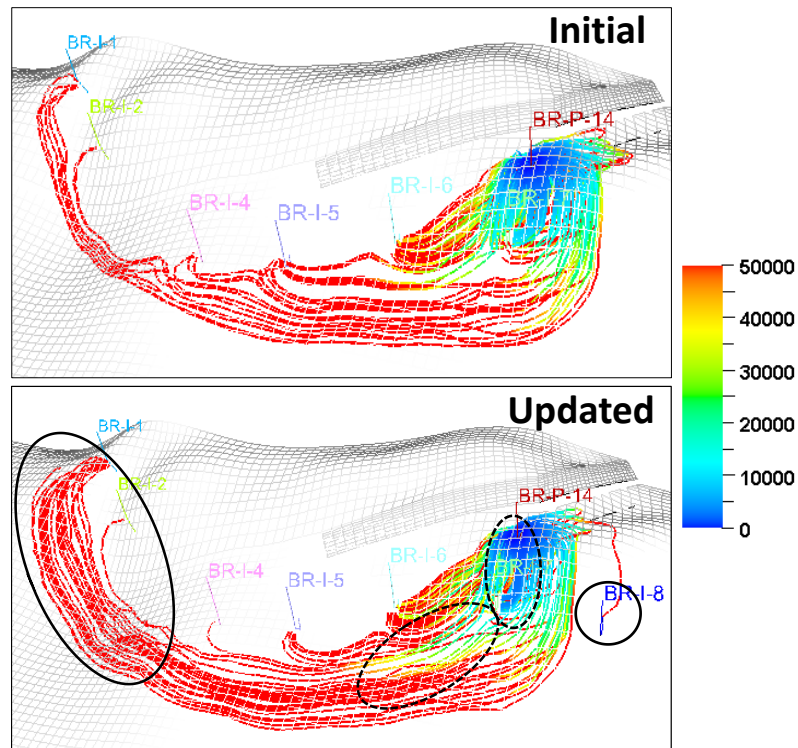 Initial
BR-I-1
BR-I-2
BR-P-14
BR-I-6
BR-I-4
BR-I-5
50000
40000
30000
20000
10000
0
Updated
BR-I-1
BR-I-2
BR-P-14
BR-I-6
BR-I-4
BR-I-5
BR-I-8